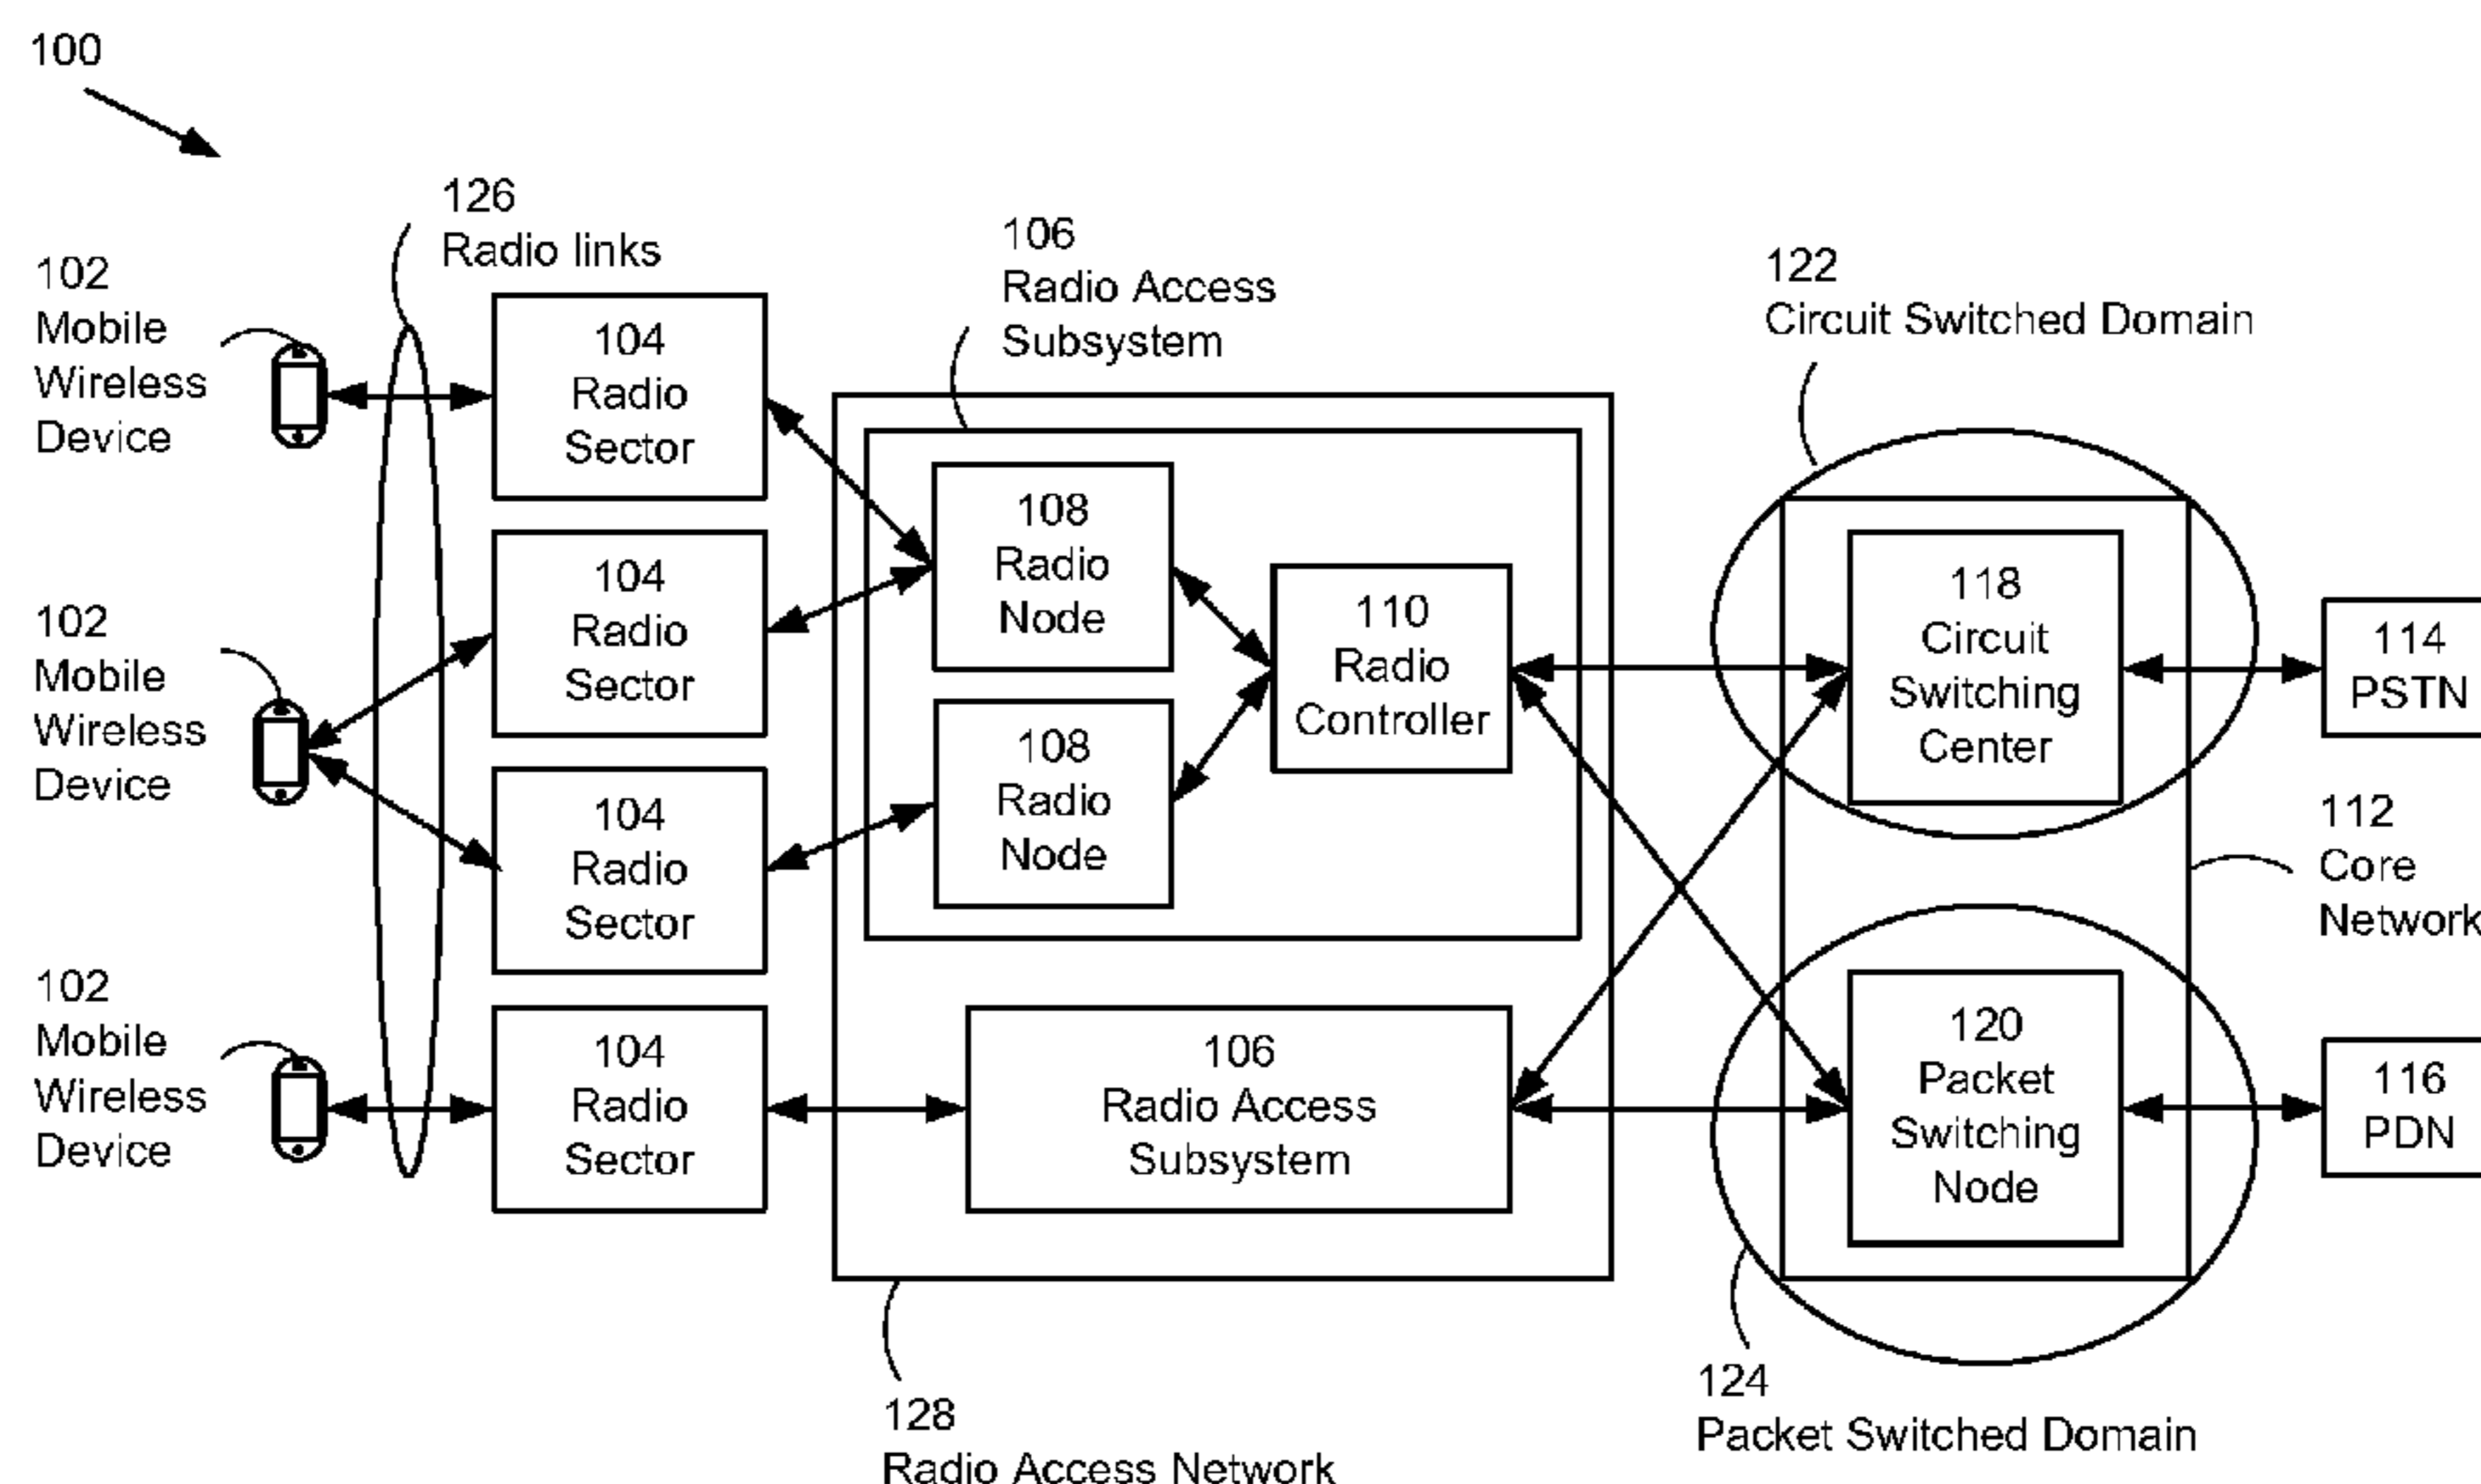 100
126
Radio links
102
Mobile
Wireless
Device
106
Radio Access
Subsystem
122
Circuit Switched Domain
104
Radio
Sector
108
Radio
Node
110
Radio
Controller
118
Circuit
Switching
Center
114
PSTN
102
Mobile
Wireless
Device
104
Radio
Sector
108
Radio
Node
104
Radio
Sector
112
Core
Network
102
Mobile
Wireless
Device
104
Radio
Sector
106
Radio Access
Subsystem
120
Packet
Switching
Node
116
PDN
128
Radio Access Network
124
Packet Switched Domain